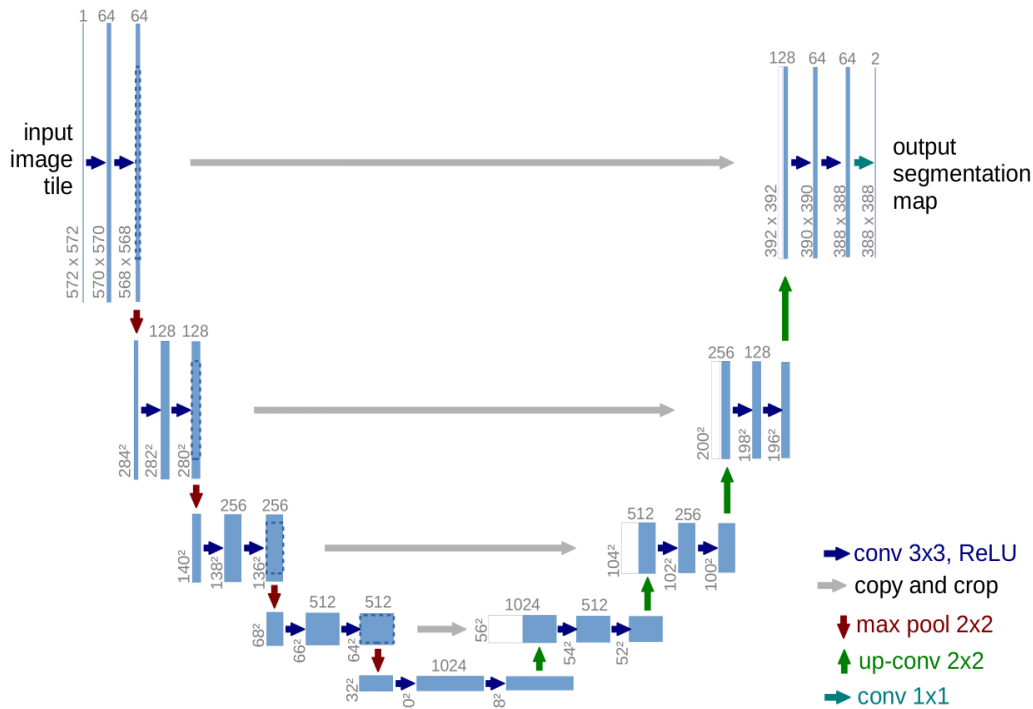 1 64 64
128 64 64 2
input
image
tile
output
segmentation
map
572 x 572
570 x 570
568 x 568
392 x 392
390 x 390
388 x 388
388 x 388
128 128
256 128
284²
282²
280²
200²
198²
196²
256 256
512 256
140²
138²
136²
104²
102²
100²
512 512
1024 512
68²
66²
64²
56²
54²
52²
1024
32²
0²
8²
conv 3x3, ReLU
copy and crop
max pool 2x2
up-conv 2x2
conv 1x1